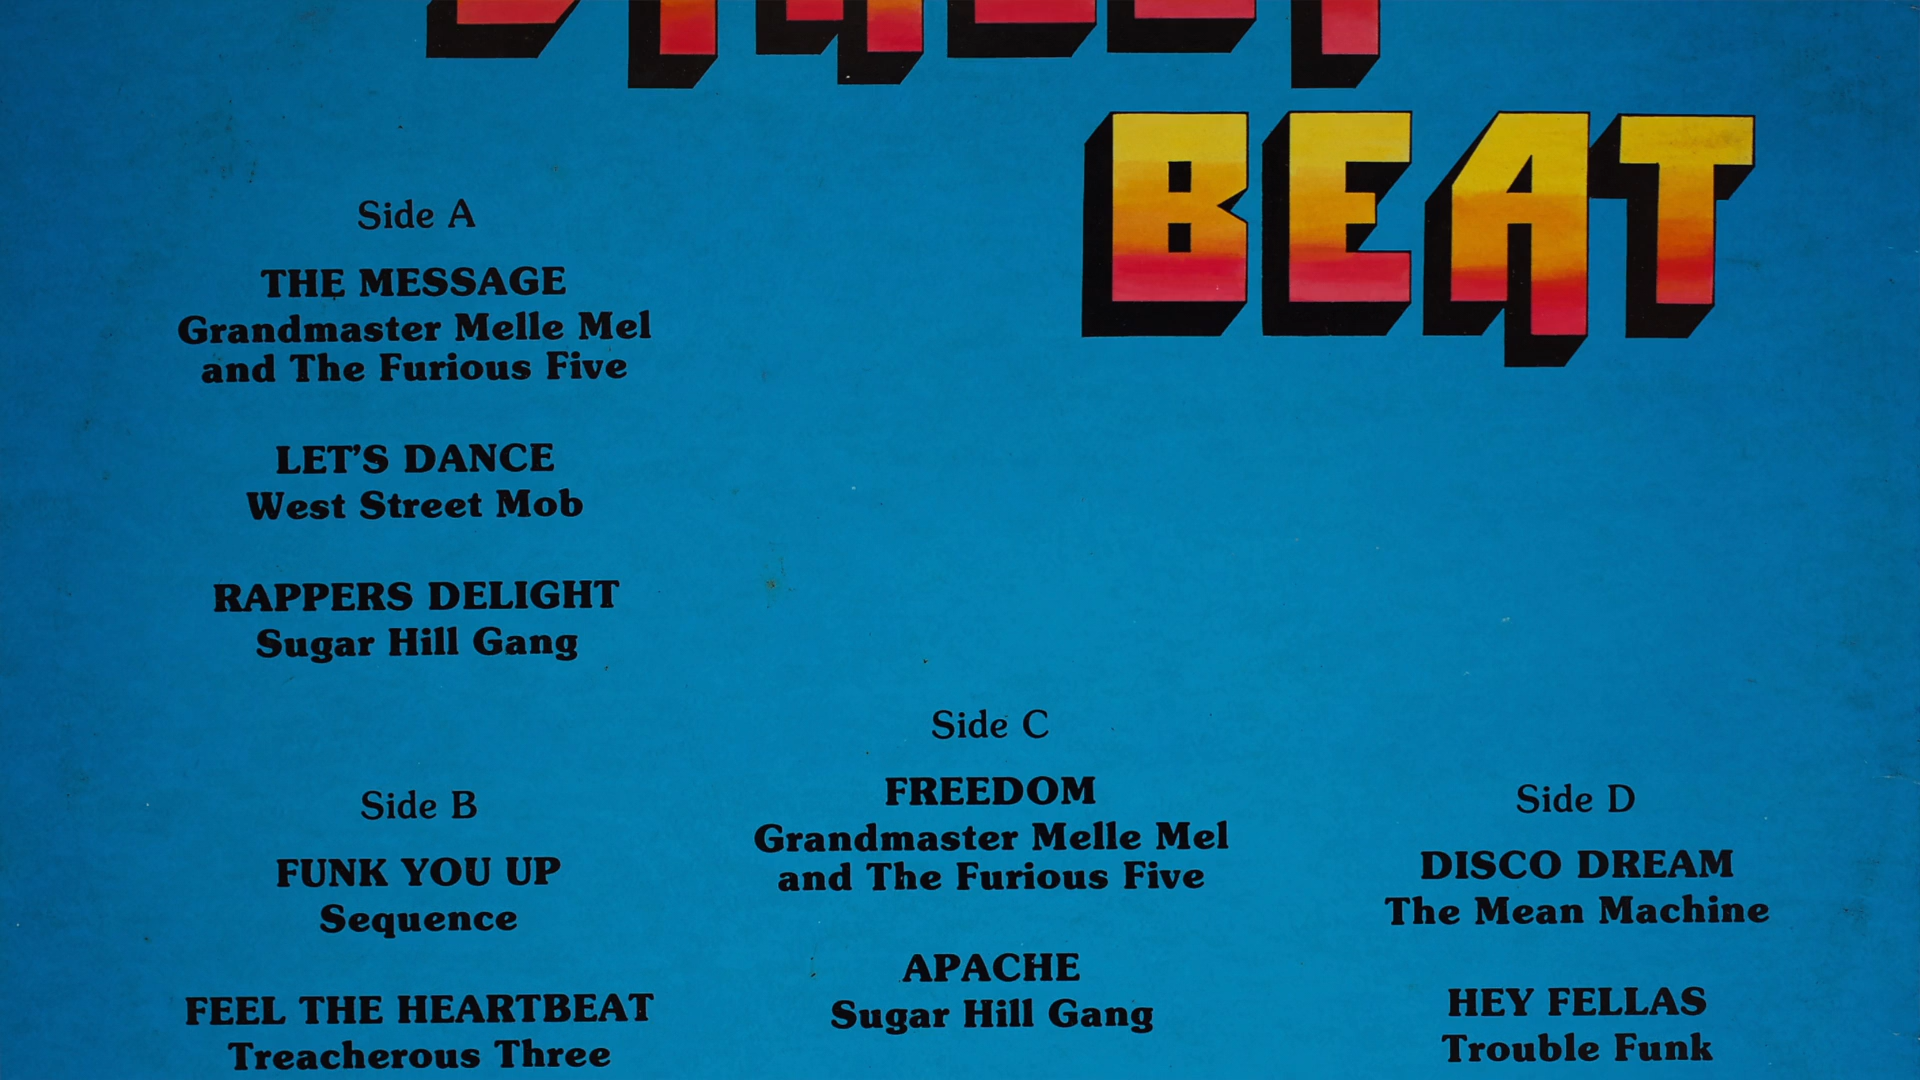 STREET
BEAT
Side A
THE MESSAGE
Grandmaster Melle Mel
and The Furious Five
LET'S DANCE
West Street Mob
RAPPERS DELIGHT
Sugar Hill Gang
Side B
FUNK YOU UP
Sequence
FEEL THE HEARTBEAT
Treacherous Three
Side C
FREEDOM
Grandmaster Melle Mel
and The Furious Five
APACHE
Sugar Hill Gang
Side D
DISCO DREAM
The Mean Machine
HEY FELLAS
Trouble Funk